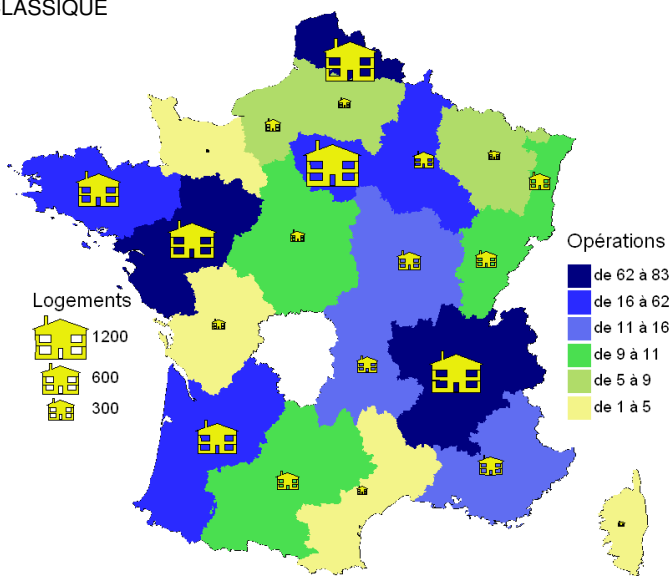 LASSIQUE
Opérations
de 62 à 83
de 16 à 62
de 11 à 16
de 9 à 11
de 5 à 9
de 1 à 5
Logements
1200
600
300